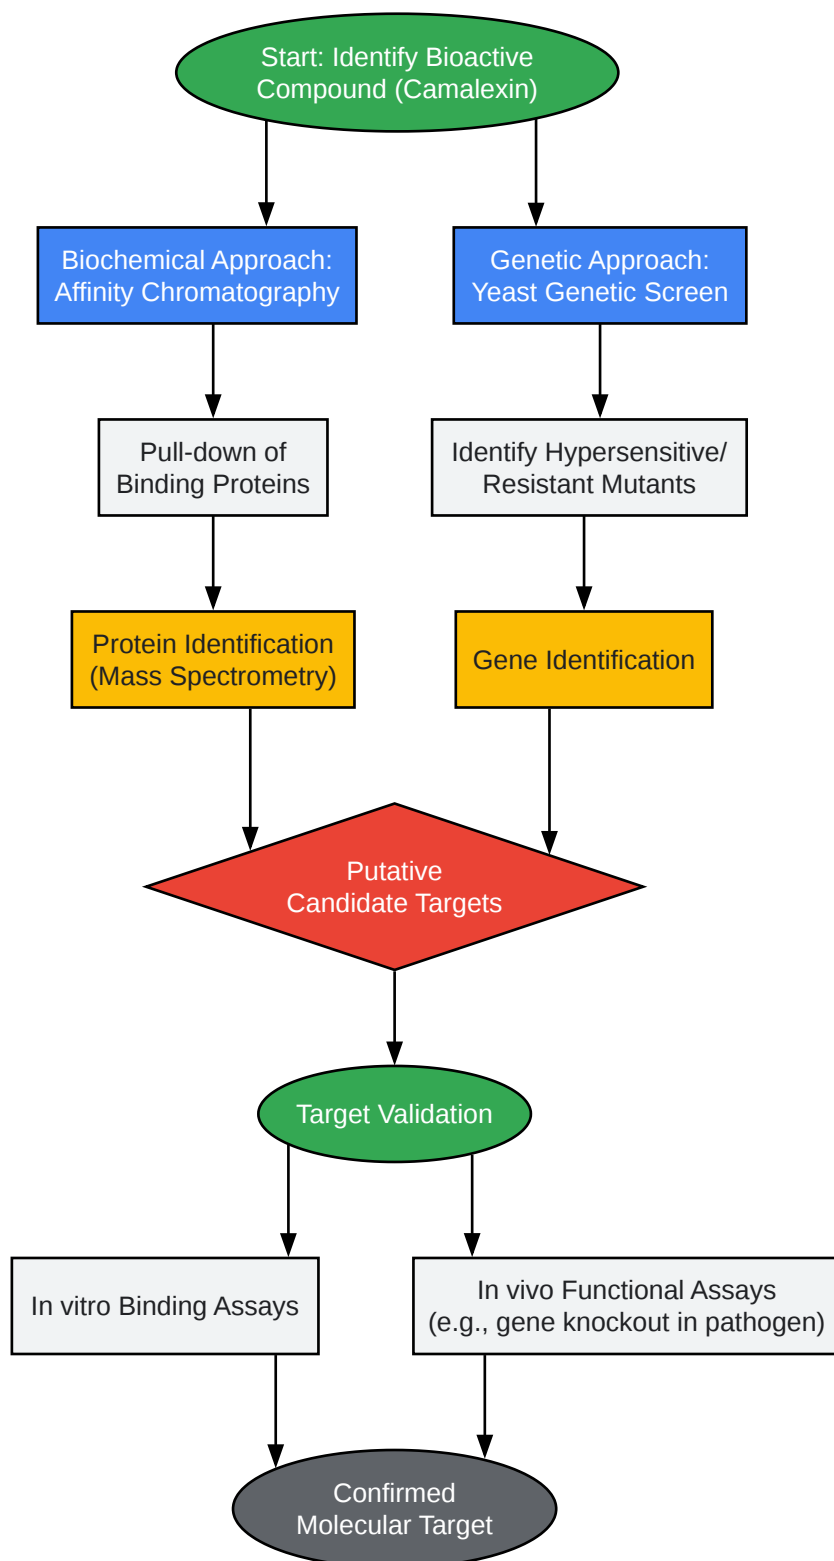 Start: Identify Bioactive
Compound (Camalexin)
Biochemical Approach:
Affinity Chromatography
Genetic Approach:
Yeast Genetic Screen
Pull-down of
Binding Proteins
Identify Hypersensitive/
Resistant Mutants
Protein Identification
(Mass Spectrometry)
Gene Identification
Putative
Candidate Targets
Target Validation
In vitro Binding Assays
In vivo Functional Assays
(e.g., gene knockout in pathogen)
Confirmed
Molecular Target